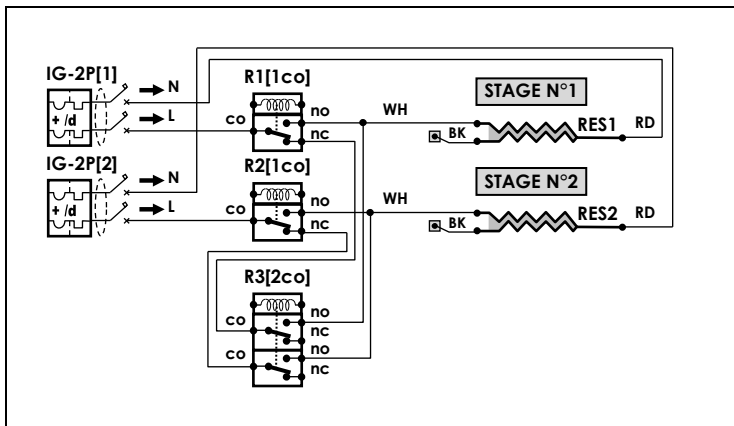 IG-2P[1]
+ /d
N
L
R1[1co]
co
no
nc
WH
STAGE N°1
BK
RES1
RD
IG-2P[2]
+ /d
N
L
R2[1co]
co
no
nc
WH
STAGE N°2
BK
RES2
RD
R3[2co]
co
no
nc
co
no
nc